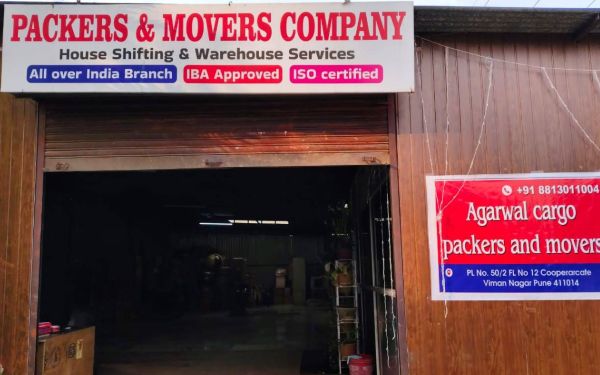 PACKERS & MOVERS COMPANY
House Shifting & Warehouse Services
All over India Branch IBA Approved ISO certified
+91 8813011004
Agarwal cargo
packers and movers
Pl. No. 50/2 FL No 12 Cooperarcate
Viman Nagar Pune 411014